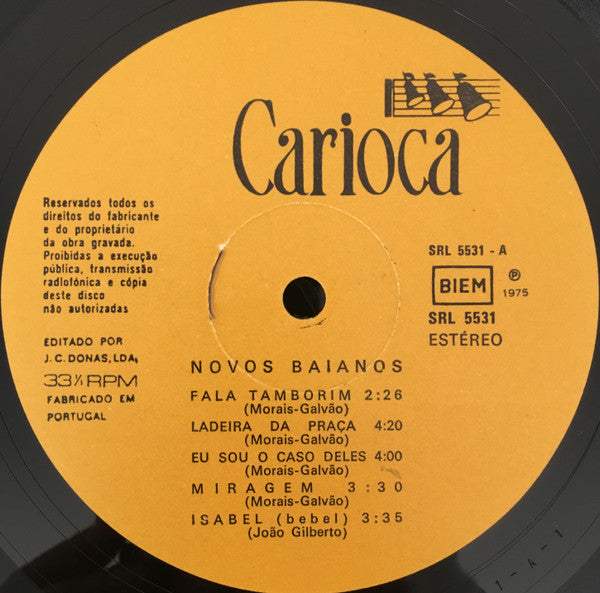 Carioca
Reservados todos os
direitos do fabricante
e do proprietário
da obra gravada.
Proibidas a execução
pública, transmissão
radiofónica e cópia
deste disco
não autorizadas
EDITADO POR
J.C. DONAS, LDA,
33⅓ RPM
FABRICADO EM
PORTUGAL
SRL 5531 - A
BIEM
℗
1975
SRL 5531
ESTÉREO
NOVOS BAIANOS
FALA TAMBORIM 2:26
(Morais-Galvão)
LADEIRA DA PRAÇA 4:20
(Morais-Galvão)
EU SOU O CASO DELES 4:00
(Morais-Galvão)
MIRAGEM 3:30
(Morais-Galvão)
ISABEL (bebel) 3:35
(João Gilberto)
1-A-1